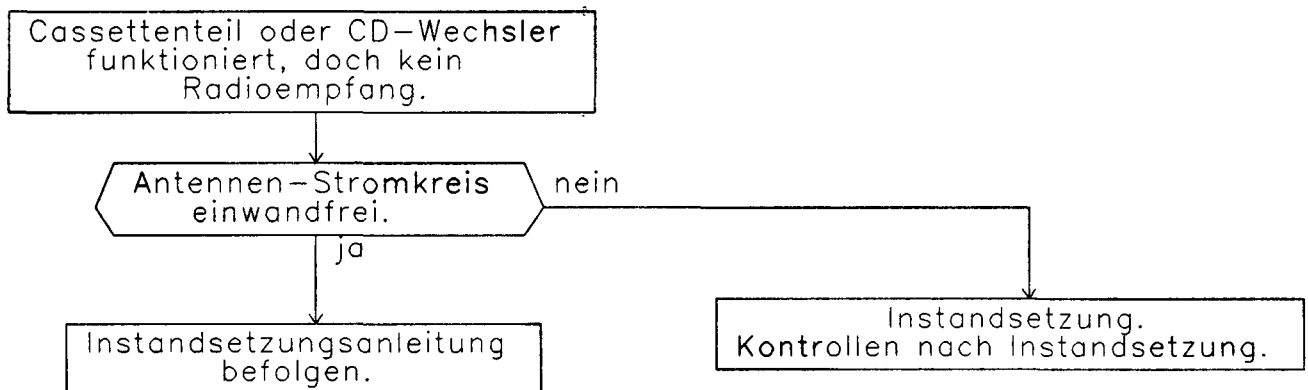 Cassettenteil oder CD-Wechsler
funktioniert, doch kein
Radioempfang.
Antennen-Stromkreis
einwandfrei.
nein
ja
Instandsetzungsanleitung
befolgen.
Instandsetzung.
Kontrollen nach Instandsetzung.